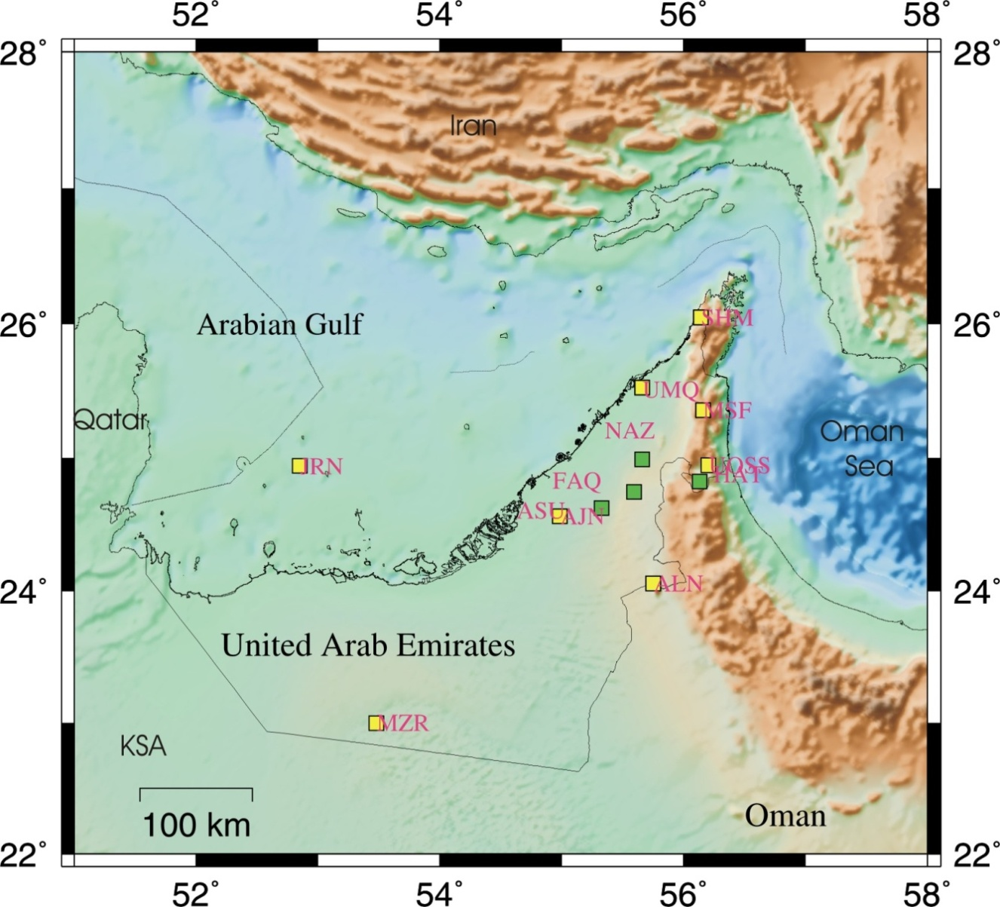 52° 54° 56° 58°
28° 28°
Iran
26° 26°
Arabian Gulf
SHM
UMQ
MSF
Qatar
NAZ
Oman
Sea
JRN
UOSS
HAT
FAQ
ASU
AJN
24° 24°
ALN
United Arab Emirates
MZR
KSA
100 km
Oman
22° 22°
52° 54° 56° 58°